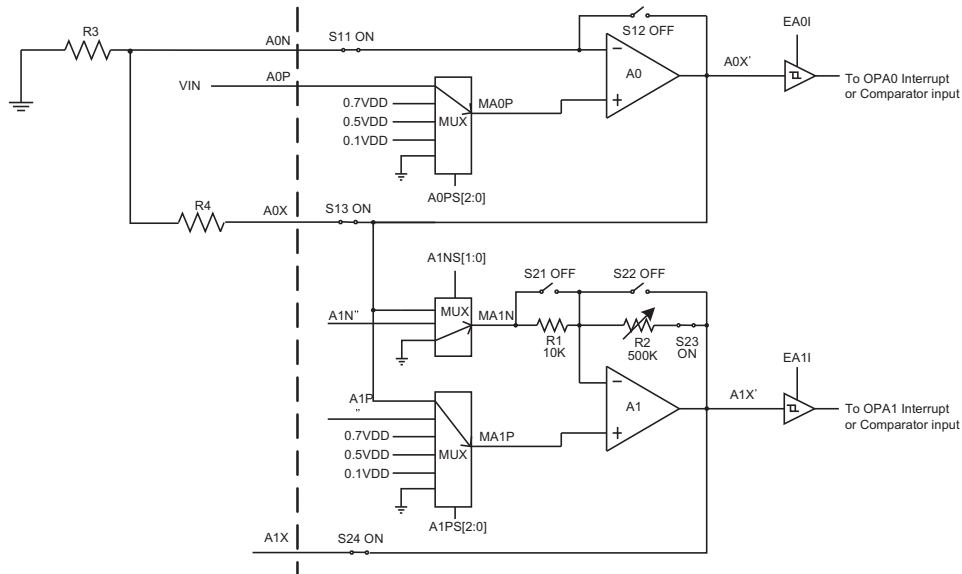 R3
A0N
S11 ON
S12 OFF
EA0I
VIN
A0P
A0
A0X'
To OPA0 Interrupt
or Comparator input
0.7VDD
0.5VDD
0.1VDD
MUX
MA0P
A0PS[2:0]
R4
A0X
S13 ON
A1NS[1:0]
S21 OFF
S22 OFF
MUX
MA1N
A1N"
R1
10K
R2
500K
S23
ON
EA1I
A1P
"
A1
A1X'
To OPA1 Interrupt
or Comparator input
0.7VDD
0.5VDD
0.1VDD
MUX
MA1P
A1PS[2:0]
A1X
S24 ON